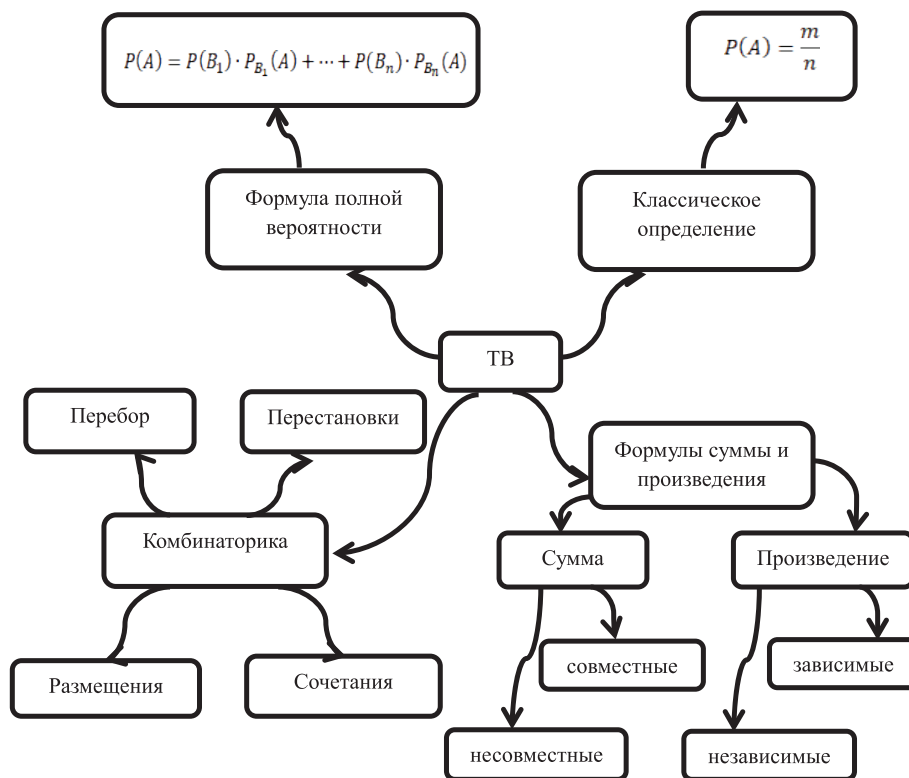 P(A) = P(B₁)·P_{B₁}(A) + ⋯ + P(Bₙ)·P_{Bₙ}(A)
P(A) = m/n
Формула полной
вероятности
Классическое
определение
ТВ
Перебор
Перестановки
Формулы суммы и
произведения
Комбинаторика
Сумма
Произведение
Размещения
Сочетания
совместные
зависимые
несовместные
независимые